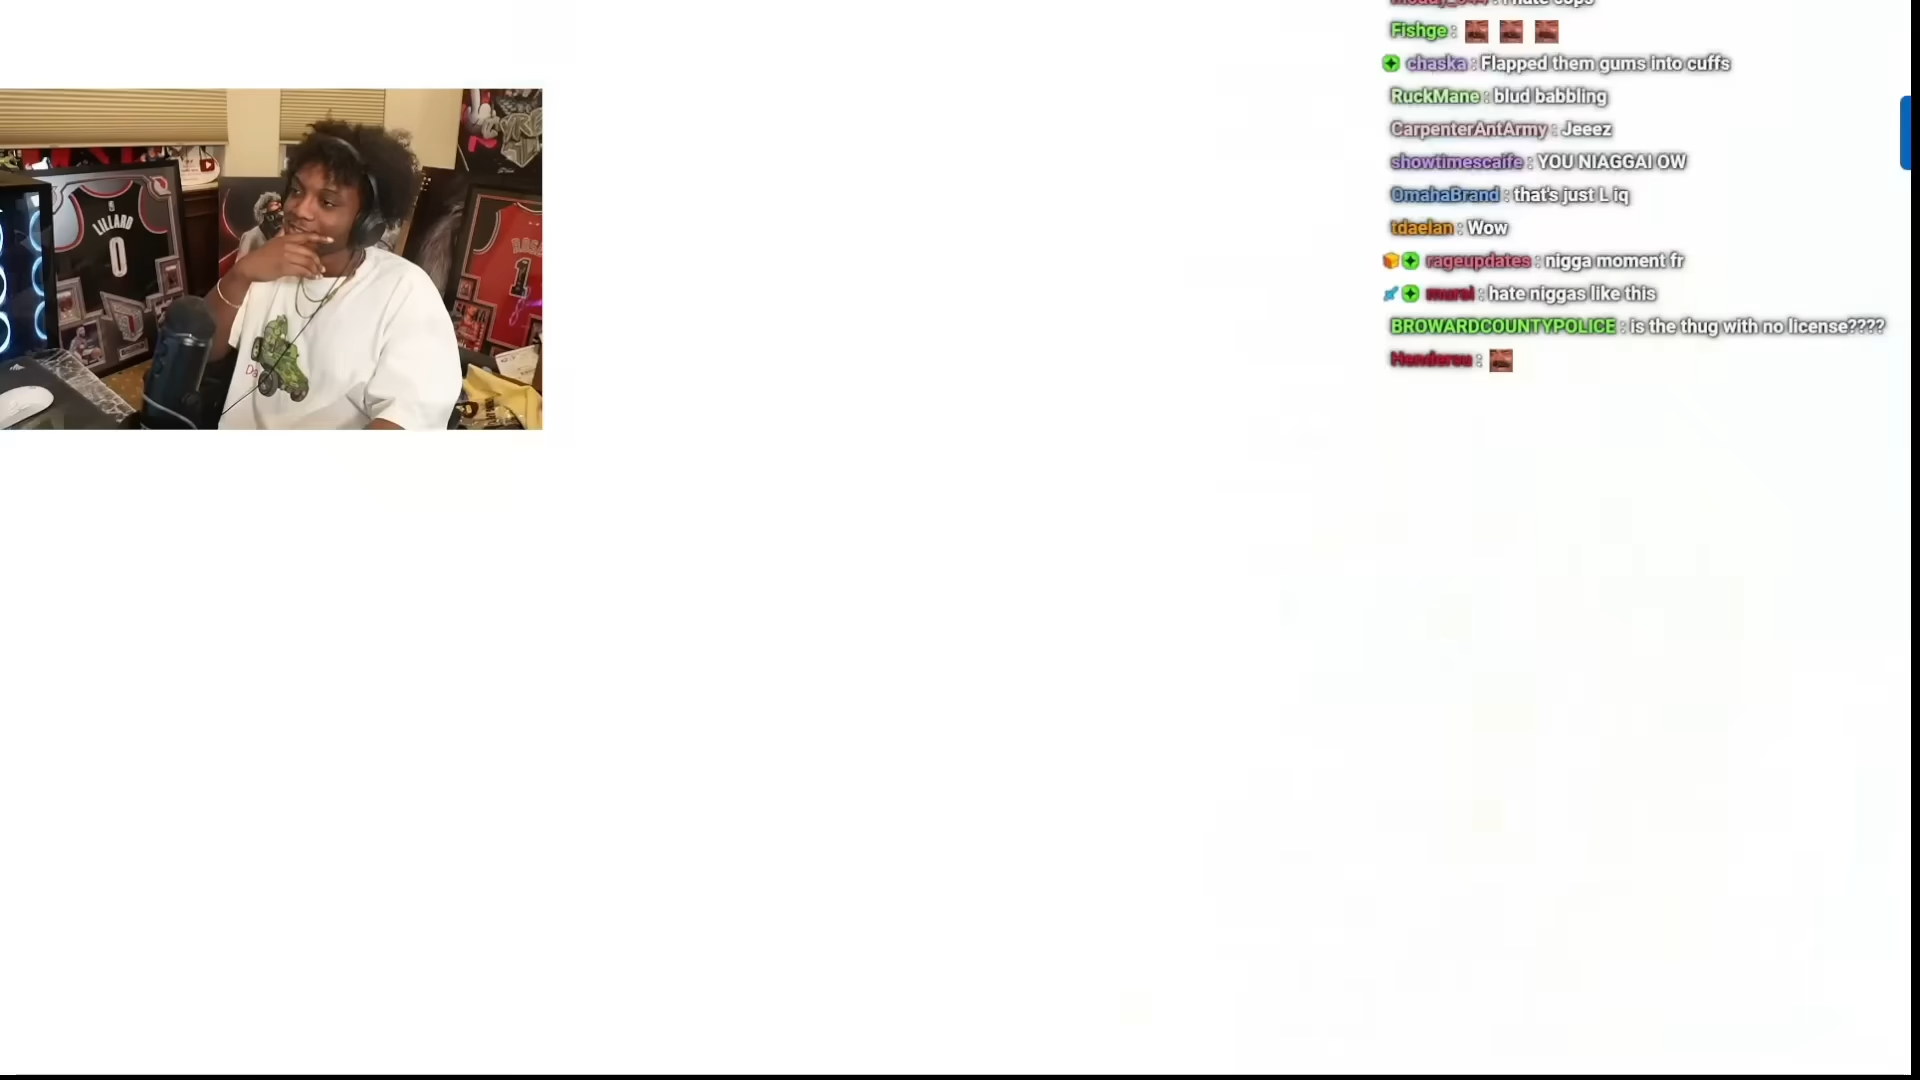 LILLARD
0
1
Fishge :
chaska : Flapped them gums into cuffs
RuckMane : blud babbling
CarpenterAntArmy : Jeeez
showtimescaife : YOU NIAGGAI OW
OmahaBrand : that's just L iq
tdaelan : Wow
rageupdates : nigga moment fr
: hate niggas like this
BROWARDCOUNTYPOLICE : is the thug with no license????